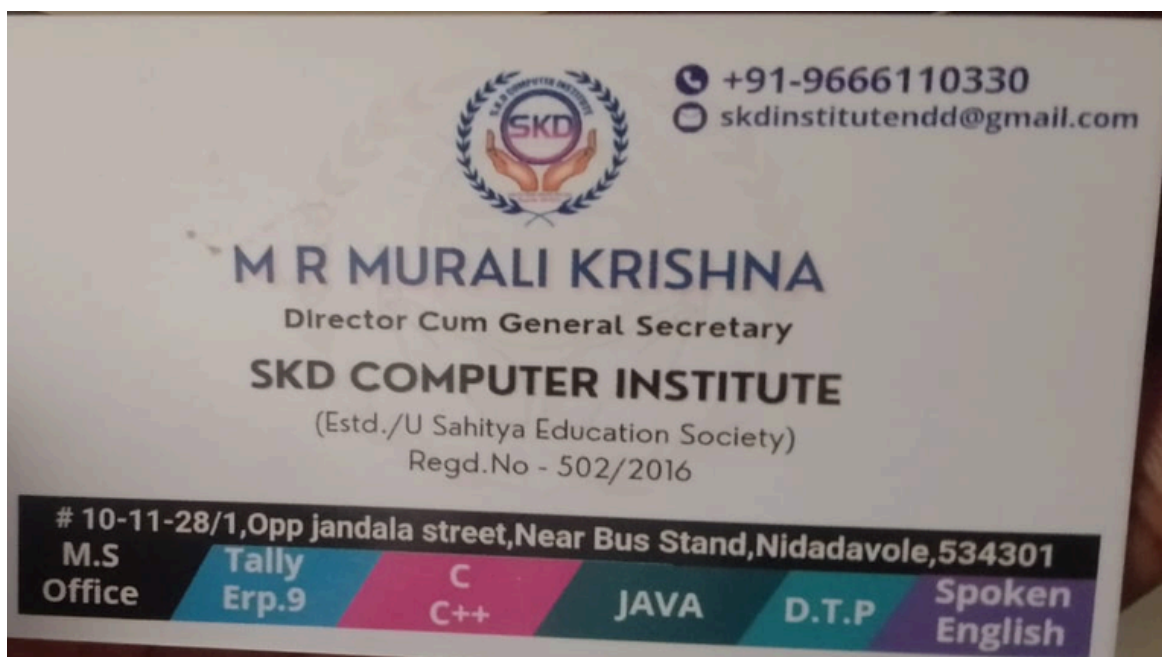 +91-9666110330
skdinstitutendd@gmail.com
S.K.D COMPUTER INSTITUTE
SKD
M R MURALI KRISHNA
Director Cum General Secretary
SKD COMPUTER INSTITUTE
(Estd./U Sahitya Education Society)
Regd.No - 502/2016
# 10-11-28/1,Opp jandala street,Near Bus Stand,Nidadavole,534301
M.S
Office
Tally
Erp.9
C
C++
JAVA
D.T.P
Spoken
English